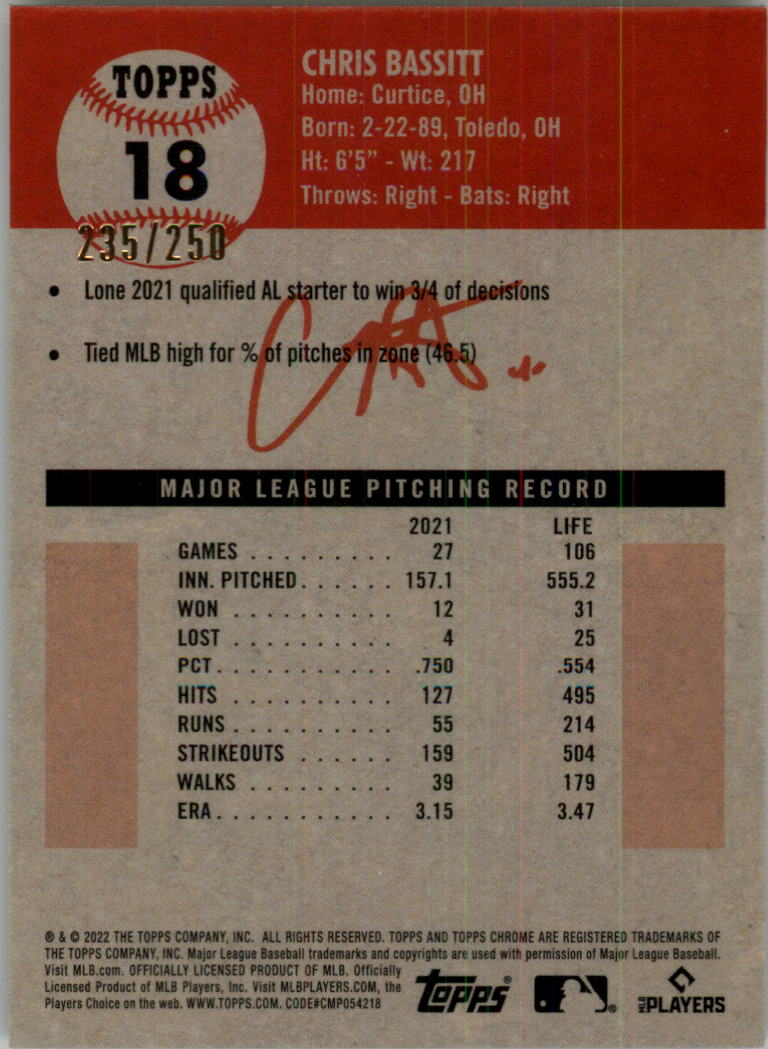 TOPPS
18
235/250
CHRIS BASSITT
Home: Curtice, OH
Born: 2-22-89, Toledo, OH
Ht: 6'5" - Wt: 217
Throws: Right - Bats: Right
• Lone 2021 qualified AL starter to win 3/4 of decisions
• Tied MLB high for % of pitches in zone (46.5)
MAJOR LEAGUE PITCHING RECORD
2021 LIFE
GAMES . . . . . . . . . . 27 106
INN. PITCHED . . . . . . . 157.1 555.2
WON . . . . . . . . . . . 12 31
LOST . . . . . . . . . . . 4 25
PCT . . . . . . . . . . . . .750 .554
HITS . . . . . . . . . . . 127 495
RUNS . . . . . . . . . . . 55 214
STRIKEOUTS . . . . . . 159 504
WALKS . . . . . . . . . . 39 179
ERA . . . . . . . . . . . . 3.15 3.47
® & © 2022 THE TOPPS COMPANY, INC. ALL RIGHTS RESERVED. TOPPS AND TOPPS CHROME ARE REGISTERED TRADEMARKS OF
THE TOPPS COMPANY, INC. Major League Baseball trademarks and copyrights are used with permission of Major League Baseball.
Visit MLB.com. OFFICIALLY LICENSED PRODUCT OF MLB. Officially
Licensed Product of MLB Players, Inc. Visit MLBPLAYERS.COM, the
Players Choice on the web. WWW.TOPPS.COM. CODE#CMP054218
topps®
®
MLB PLAYERS